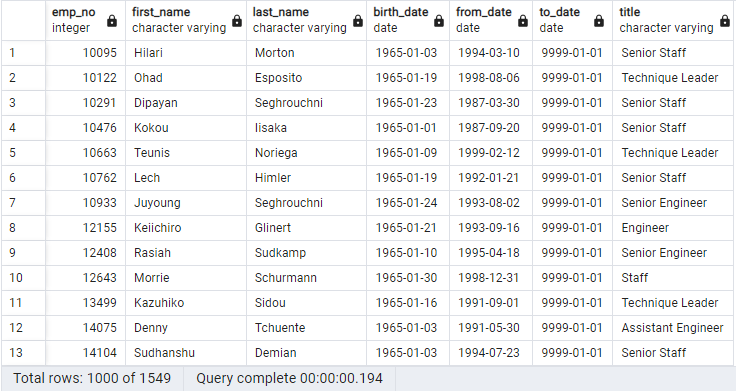 emp_no first_name last_name birth_date from_date to_date title
integer character varying character varying date date date character varying
1 10095 Hilari Morton 1965-01-03 1994-03-10 9999-01-01 Senior Staff
2 10122 Ohad Esposito 1965-01-19 1998-08-06 9999-01-01 Technique Leader
3 10291 Dipayan Seghrouchni 1965-01-23 1987-03-30 9999-01-01 Senior Staff
4 10476 Kokou Iisaka 1965-01-01 1987-09-20 9999-01-01 Senior Staff
5 10663 Teunis Noriega 1965-01-09 1999-02-12 9999-01-01 Technique Leader
6 10762 Lech Himler 1965-01-19 1992-01-21 9999-01-01 Senior Staff
7 10933 Juyoung Seghrouchni 1965-01-24 1993-08-02 9999-01-01 Senior Engineer
8 12155 Keiichiro Glinert 1965-01-21 1993-09-16 9999-01-01 Engineer
9 12408 Rasiah Sudkamp 1965-01-10 1995-04-18 9999-01-01 Senior Engineer
10 12643 Morrie Schurmann 1965-01-30 1998-12-31 9999-01-01 Staff
11 13499 Kazuhiko Sidou 1965-01-16 1991-09-01 9999-01-01 Technique Leader
12 14075 Denny Tchuente 1965-01-03 1991-05-30 9999-01-01 Assistant Engineer
13 14104 Sudhanshu Demian 1965-01-03 1994-07-23 9999-01-01 Senior Staff
Total rows: 1000 of 1549 Query complete 00:00:00.194